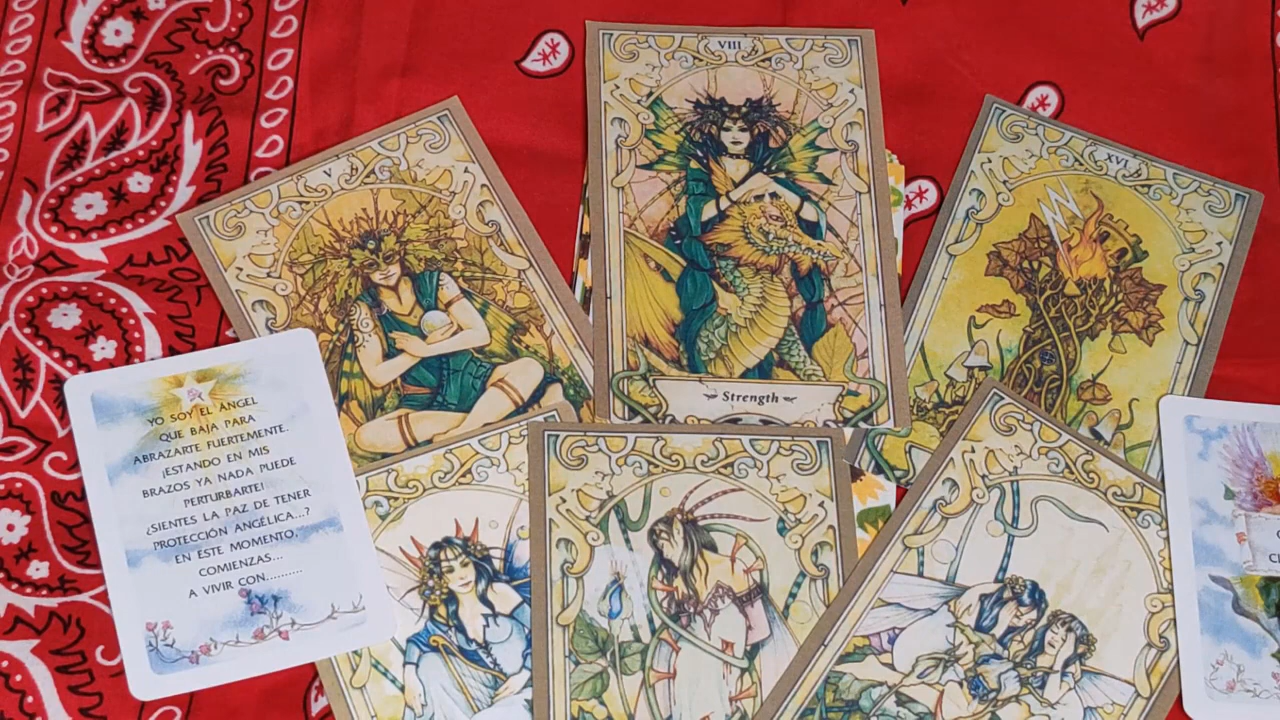 VIII
V
XVI
Strength
YO SOY EL ÁNGEL
QUE BAJA PARA
ABRAZARTE FUERTEMENTE.
¡ESTANDO EN MIS
BRAZOS YA NADA PUEDE
PERTURBARTE!
¿SIENTES LA PAZ DE TENER
PROTECCIÓN ANGÉLICA...?
EN ESTE MOMENTO,
COMIENZAS...
A VIVIR CON..........